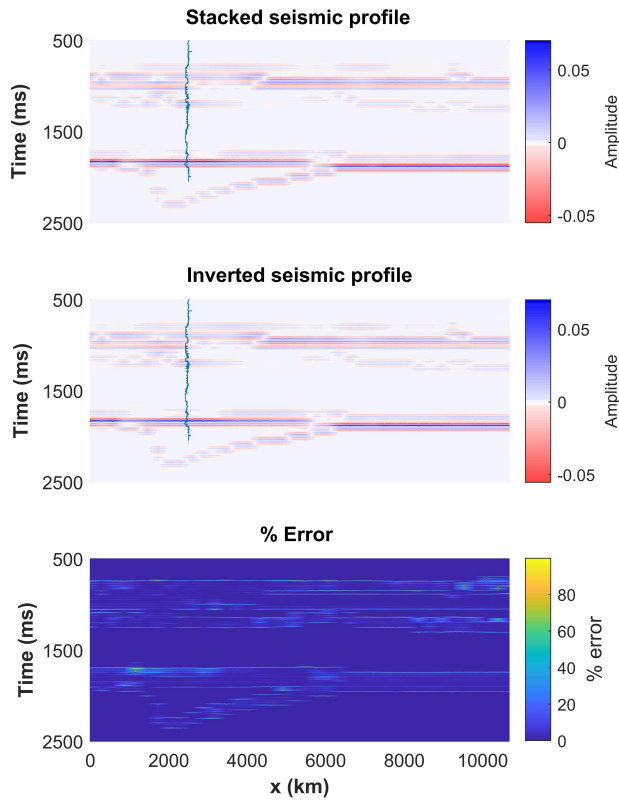 Stacked seismic profile
500
1500
2500
Time (ms)
0.05
0
-0.05
Amplitude
Inverted seismic profile
500
1500
2500
Time (ms)
0.05
0
-0.05
Amplitude
% Error
500
1500
2500
Time (ms)
0 2000 4000 6000 8000 10000
x (km)
80
60
40
20
0
% error